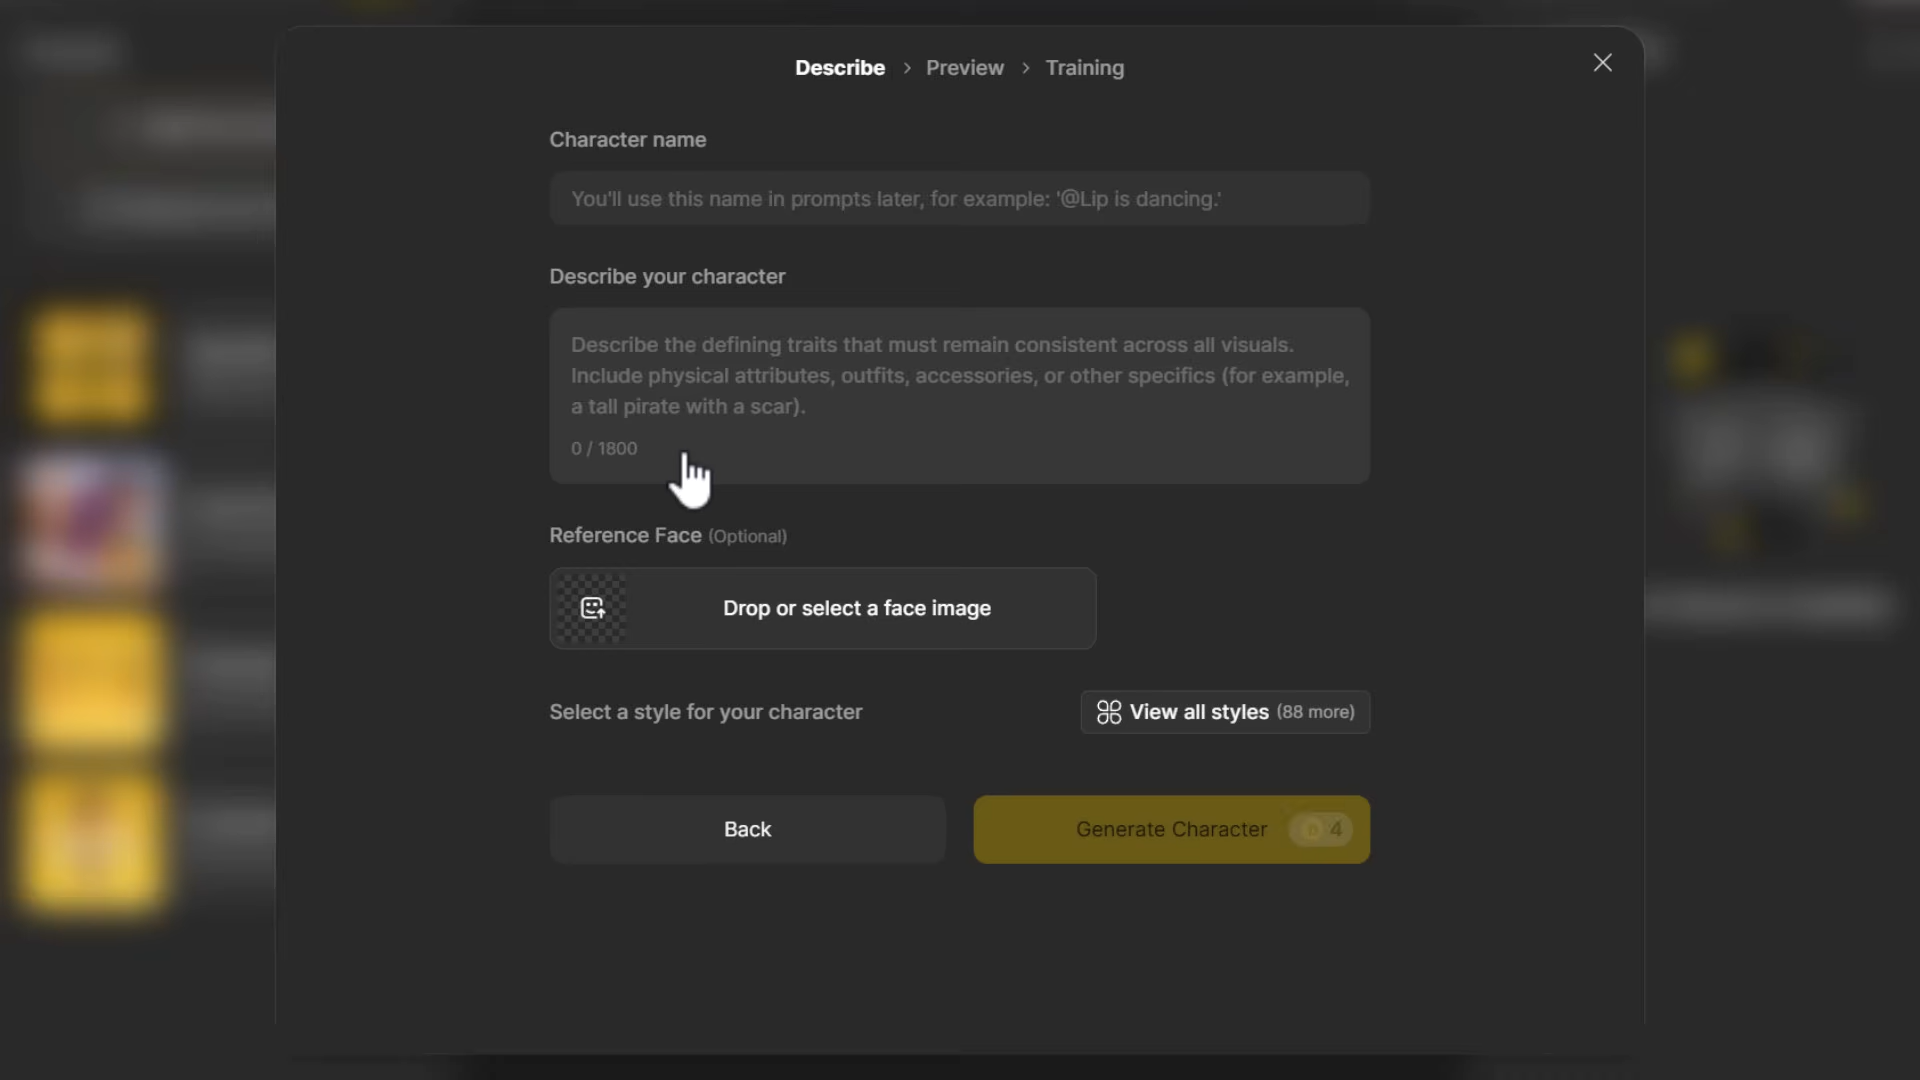 Describe > Preview > Training
Character name
You'll use this name in prompts later, for example: '@Lip is dancing.'
Describe your character
Describe the defining traits that must remain consistent across all visuals.
Include physical attributes, outfits, accessories, or other specifics (for example,
a tall pirate with a scar).
0 / 1800
Reference Face (Optional)
Drop or select a face image
Select a style for your character
View all styles (88 more)
Back
Generate Character 4